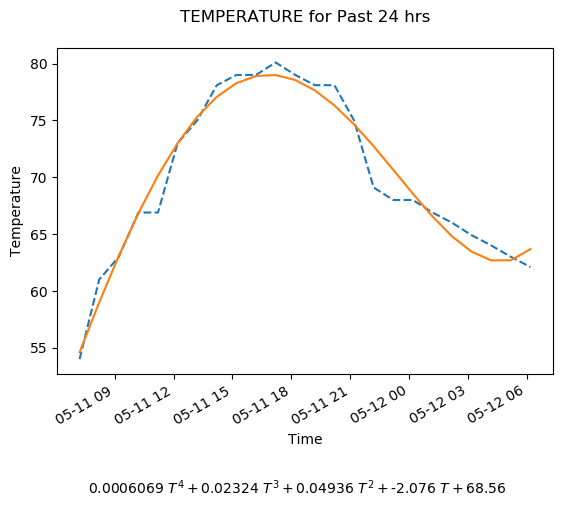 TEMPERATURE for Past 24 hrs
80
75
70
65
60
55
Temperature
05-11 09 05-11 12 05-11 15 05-11 18 05-11 21 05-12 00 05-12 03 05-12 06
Time
0.0006069 T⁴ + 0.02324 T³ + 0.04936 T² + -2.076 T + 68.56